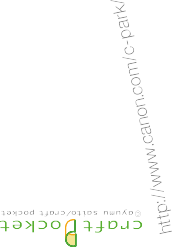 http://www.canon.com/c-park/
©ayumu saito/craft pocket
craft Pocket